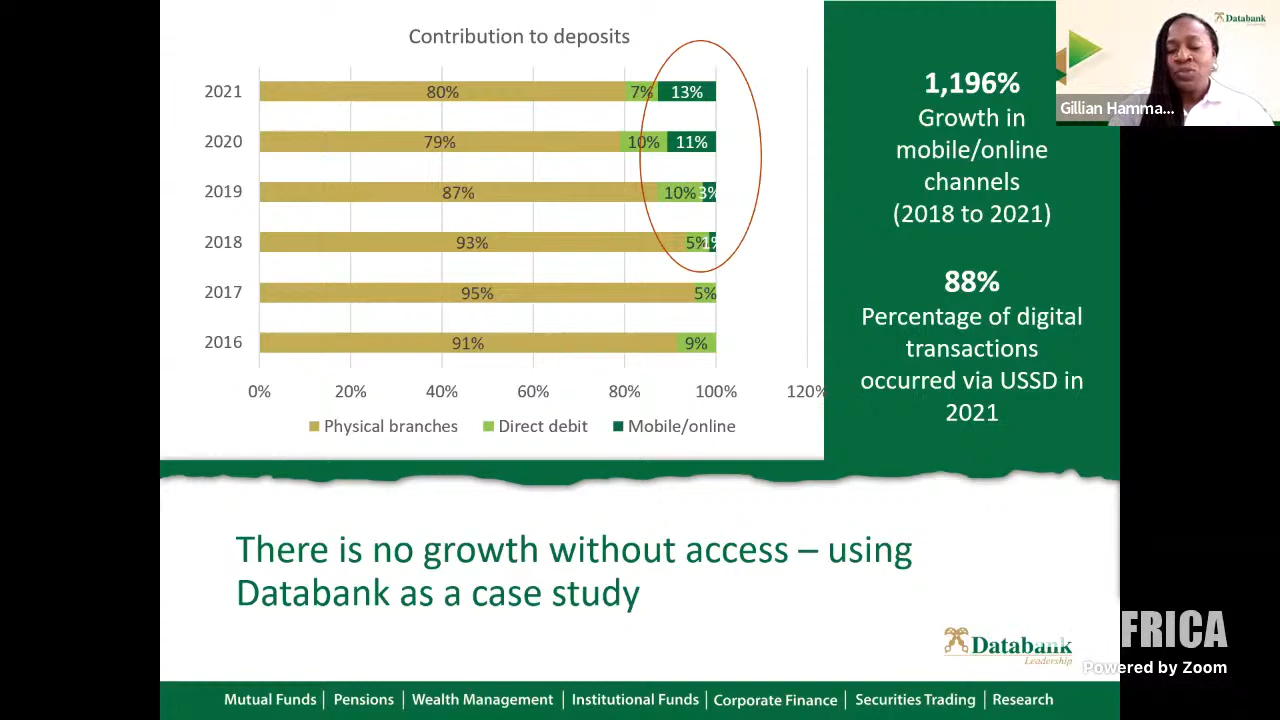 Contribution to deposits
2021 80% 7% 13%
2020 79% 10% 11%
2019 87% 10% 3%
2018 93% 5% 1%
2017 95% 5%
2016 91% 9%
0% 20% 40% 60% 80% 100% 120%
Physical branches Direct debit Mobile/online
1,196%
Growth in
mobile/online
channels
(2018 to 2021)
88%
Percentage of digital
transactions
occurred via USSD in
2021
Databank
Gillian Hamma...
There is no growth without access – using
Databank as a case study
Databank
Leadership
FRICA
Powered by Zoom
Mutual Funds | Pensions | Wealth Management | Institutional Funds | Corporate Finance | Securities Trading | Research